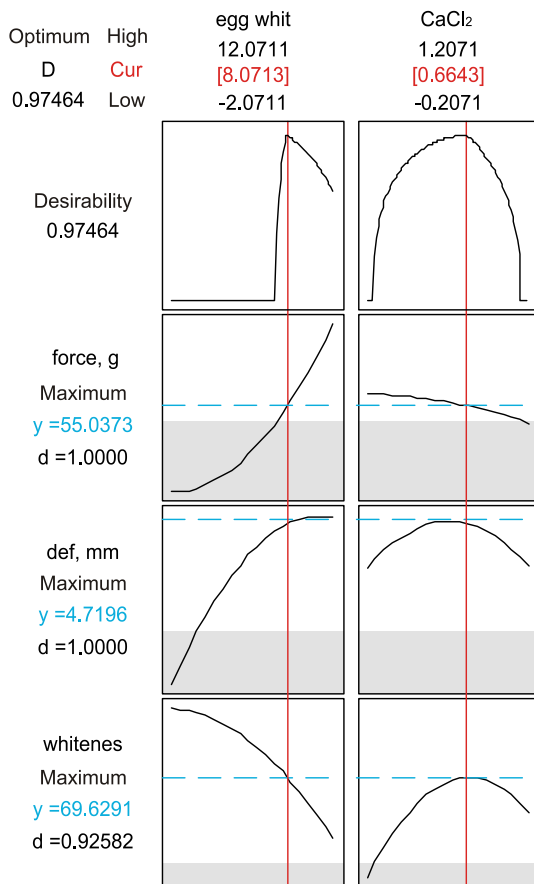 egg whit CaCl₂
Optimum High 12.0711 1.2071
D Cur [8.0713] [0.6643]
0.97464 Low -2.0711 -0.2071
Desirability
0.97464
force, g
Maximum
y =55.0373
d =1.0000
def, mm
Maximum
y =4.7196
d =1.0000
whitenes
Maximum
y =69.6291
d =0.92582